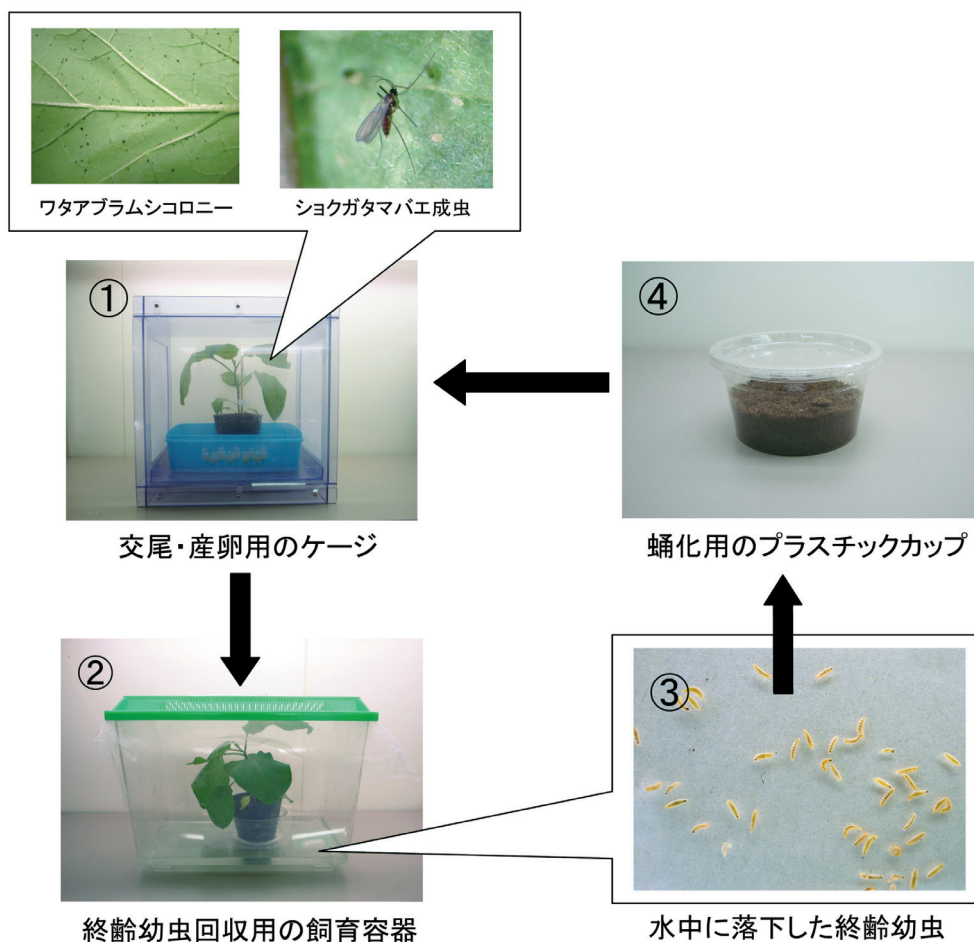 ワタアブラムシコロニー
ショクガタマバエ成虫
①
交尾・産卵用のケージ
②
終齢幼虫回収用の飼育容器
③
水中に落下した終齢幼虫
④
蛹化用のプラスチックカップ